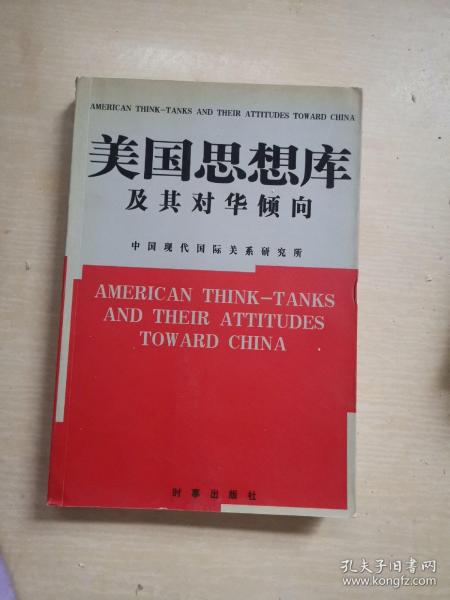 AMERICAN THINK-TANKS AND THEIR ATTITUDES TOWARD CHINA
美国思想库
及其对华倾向
中国现代国际关系研究所
AMERICAN THINK-TANKS
AND THEIR ATTITUDES
TOWARD CHINA
时事出版社
孔夫子旧书网
www.kongfz.com